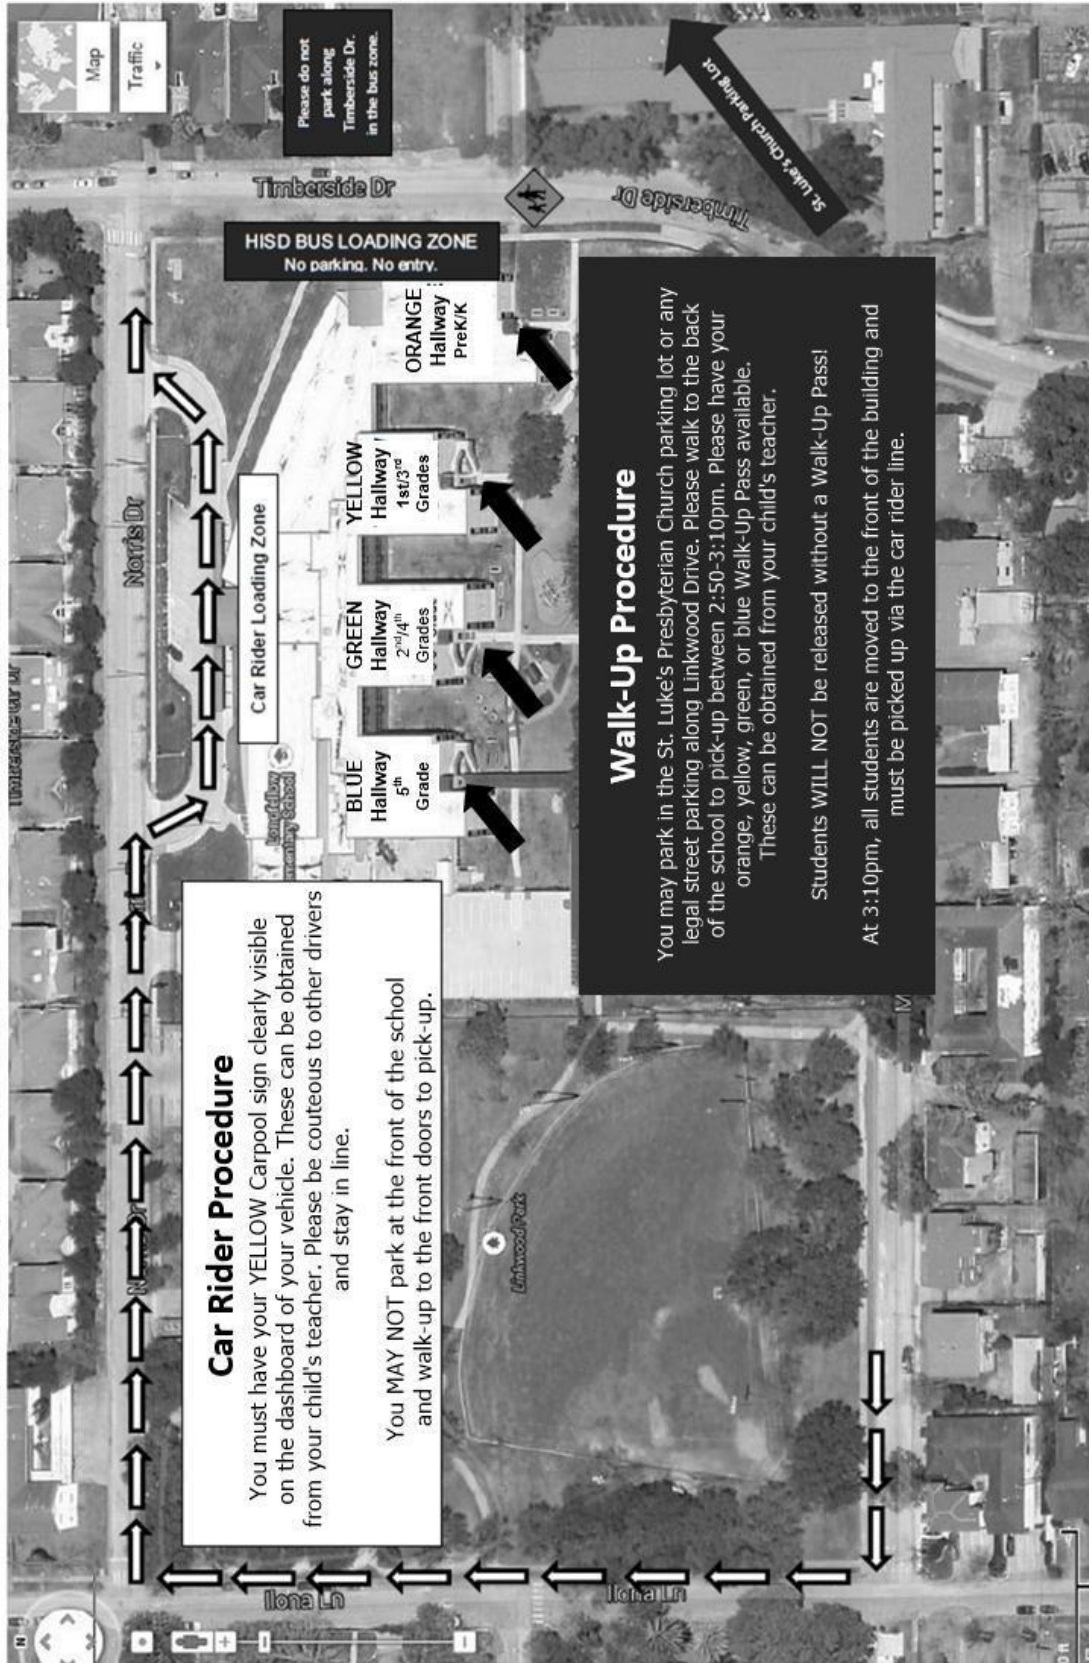 Map
Traffic
Please do not
park along
Timberside Dr.
in the bus zone.
Timberside Dr
Timberside Dr
St. Luke's Church Parking Lot
HISD BUS LOADING ZONE
No parking. No entry.
Norris Dr
Car Rider Loading Zone
ORANGE
Hallway
PreK/K
YELLOW
Hallway
1st/3rd
Grades
GREEN
Hallway
2nd/4th
Grades
BLUE
Hallway
5th
Grade
Longfellow
Elementary School
Car Rider Procedure
You must have your YELLOW Carpool sign clearly visible
on the dashboard of your vehicle. These can be obtained
from your child's teacher. Please be couteous to other drivers
and stay in line.
You MAY NOT park at the front of the school
and walk-up to the front doors to pick-up.
Walk-Up Procedure
You may park in the St. Luke's Presbyterian Church parking lot or any
legal street parking along Linkwood Drive. Please walk to the back
of the school to pick-up between 2:50-3:10pm. Please have your
orange, yellow, green, or blue Walk-Up Pass available.
These can be obtained from your child's teacher.
Students WILL NOT be released without a Walk-Up Pass!
At 3:10pm, all students are moved to the front of the building and
must be picked up via the car rider line.
Linkwood Park
Ilona Ln
Ilona Ln
N